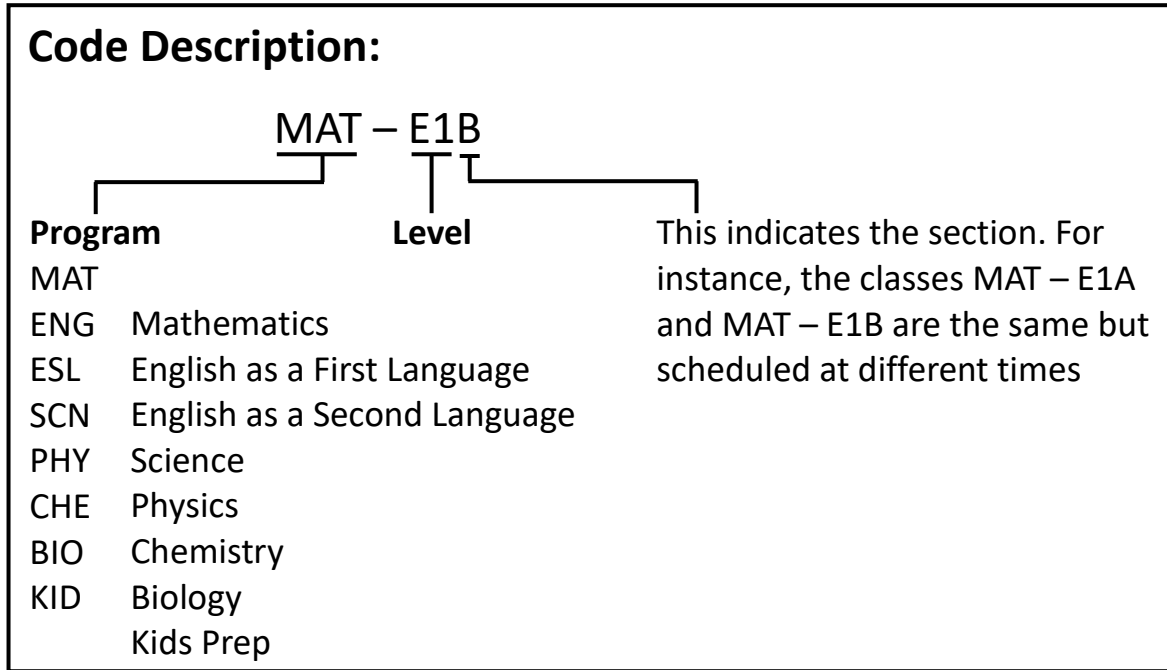 Code Description:
MAT – E1B
Program Level
MAT
ENG Mathematics
ESL English as a First Language
SCN English as a Second Language
PHY Science
CHE Physics
BIO Chemistry
KID Biology
Kids Prep
This indicates the section. For
instance, the classes MAT – E1A
and MAT – E1B are the same but
scheduled at different times